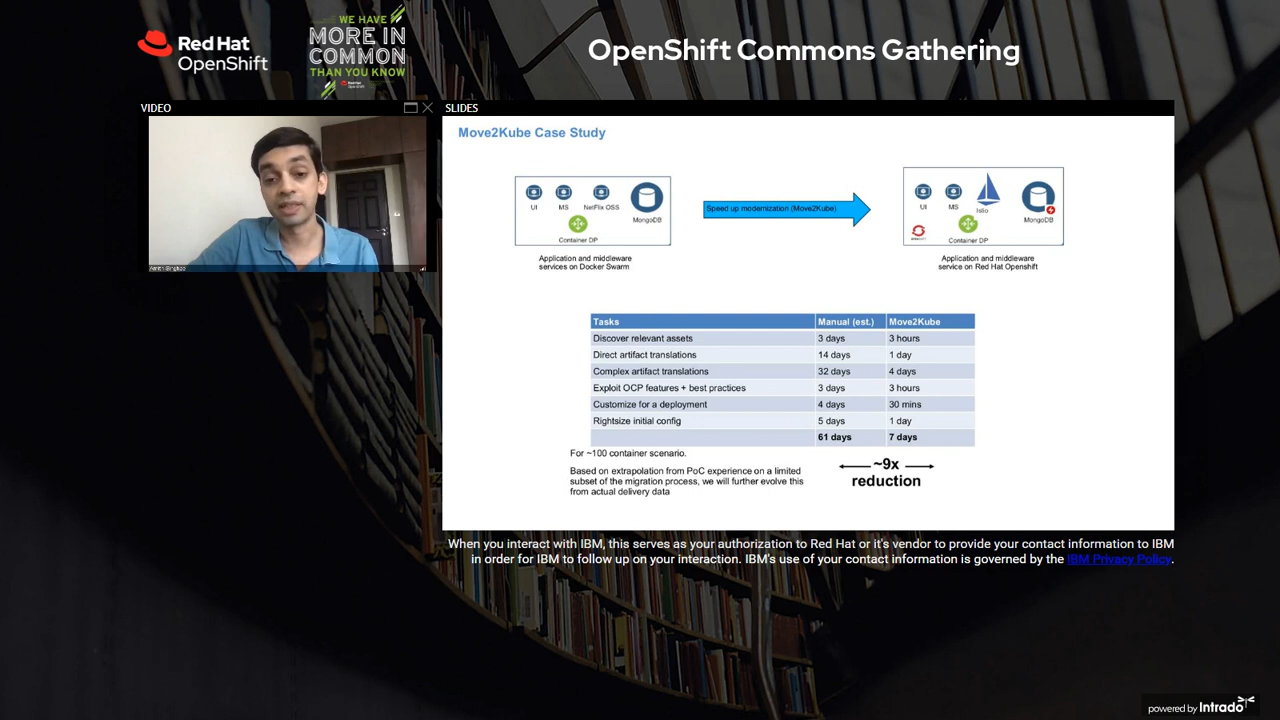 Red Hat
OpenShift
WE HAVE
MORE IN
COMMON
THAN YOU KNOW
Red Hat
OpenShift
OpenShift Commons Gathering
VIDEO
SLIDES
Move2Kube Case Study
UI
MS
NetFlix OSS
MongoDB
Container DP
Application and middleware
services on Docker Swarm
Speed up modernization (Move2Kube)
UI
MS
Istio
MongoDB
Container DP
Application and middleware
service on Red Hat Openshift
Tasks Manual (est.) Move2Kube
Discover relevant assets 3 days 3 hours
Direct artifact translations 14 days 1 day
Complex artifact translations 32 days 4 days
Exploit OCP features + best practices 3 days 3 hours
Customize for a deployment 4 days 30 mins
Rightsize initial config 5 days 1 day
61 days 7 days
For ~100 container scenario.
Based on extrapolation from PoC experience on a limited
subset of the migration process, we will further evolve this
from actual delivery data
~9x
reduction
When you interact with IBM, this serves as your authorization to Red Hat or it's vendor to provide your contact information to IBM
in order for IBM to follow up on your interaction. IBM's use of your contact information is governed by the IBM Privacy Policy.
powered by Intrado